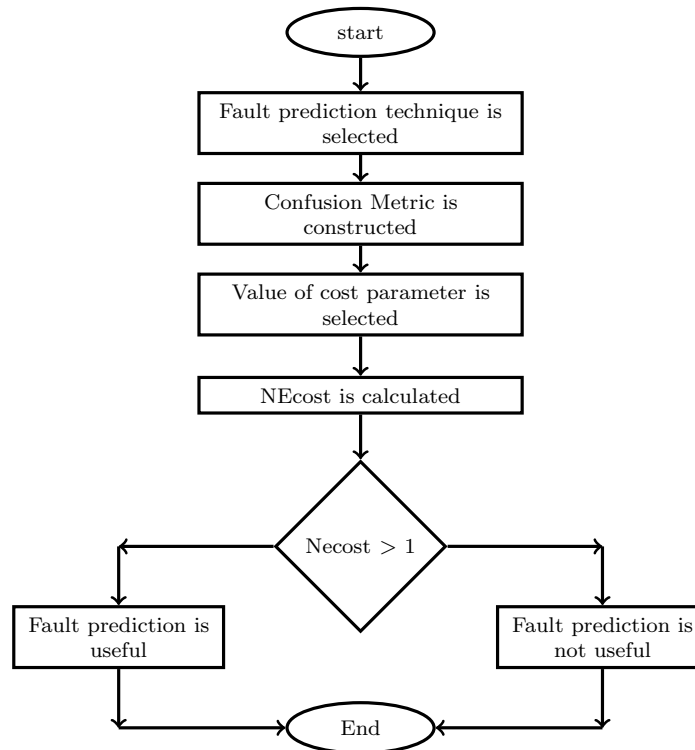 start
Fault prediction technique is
selected
Confusion Metric is
constructed
Value of cost parameter is
selected
NEcost is calculated
Necost > 1
Fault prediction is
useful
Fault prediction is
not useful
End